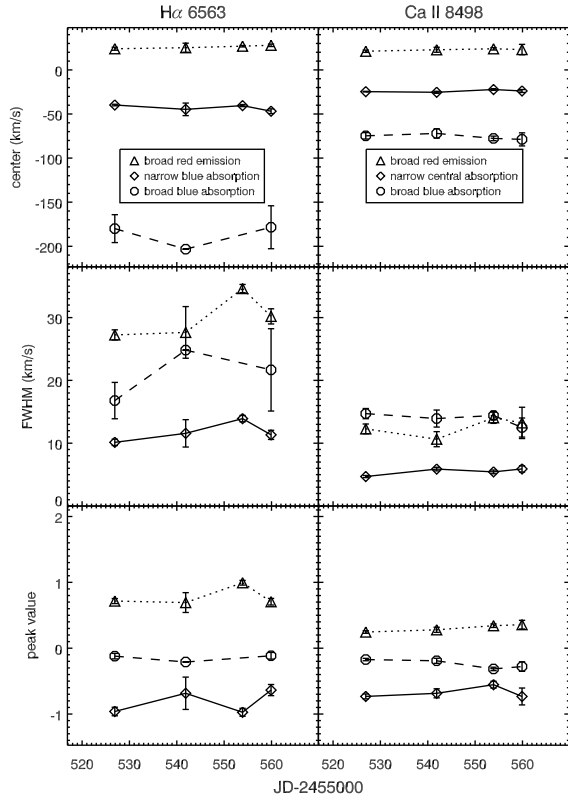 Hα 6563 Ca II 8498
center (km/s)
0
-50
-100
-150
-200
broad red emission
narrow blue absorption
broad blue absorption
broad red emission
narrow central absorption
broad blue absorption
FWHM (km/s)
30
20
10
0
peak value
2
1
0
-1
520 530 540 550 560 520 530 540 550 560
JD-2455000